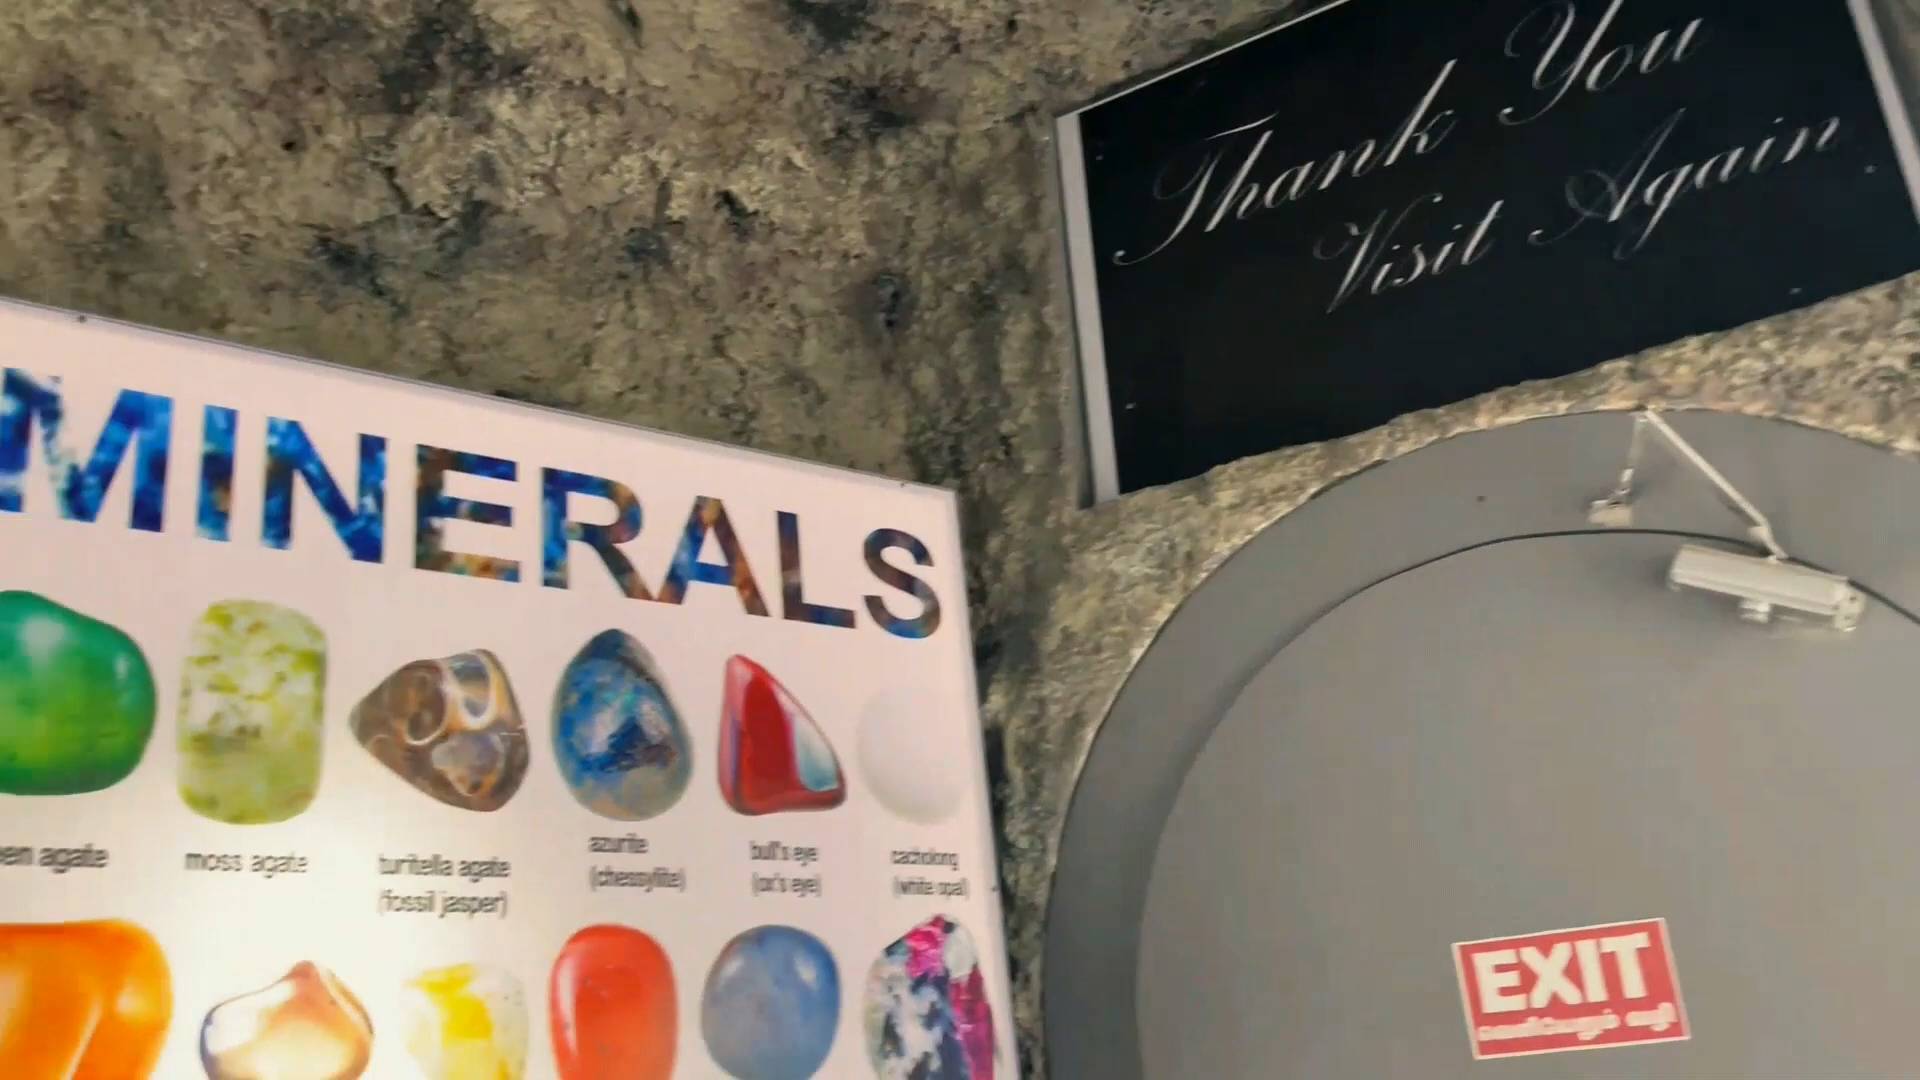 Thank You
Visit Again
MINERALS
moss agate
turitella agate
(fossil jasper)
azurite
(chessylite)
bull's eye
(ox's eye)
cacholong
(white opal)
agate
EXIT